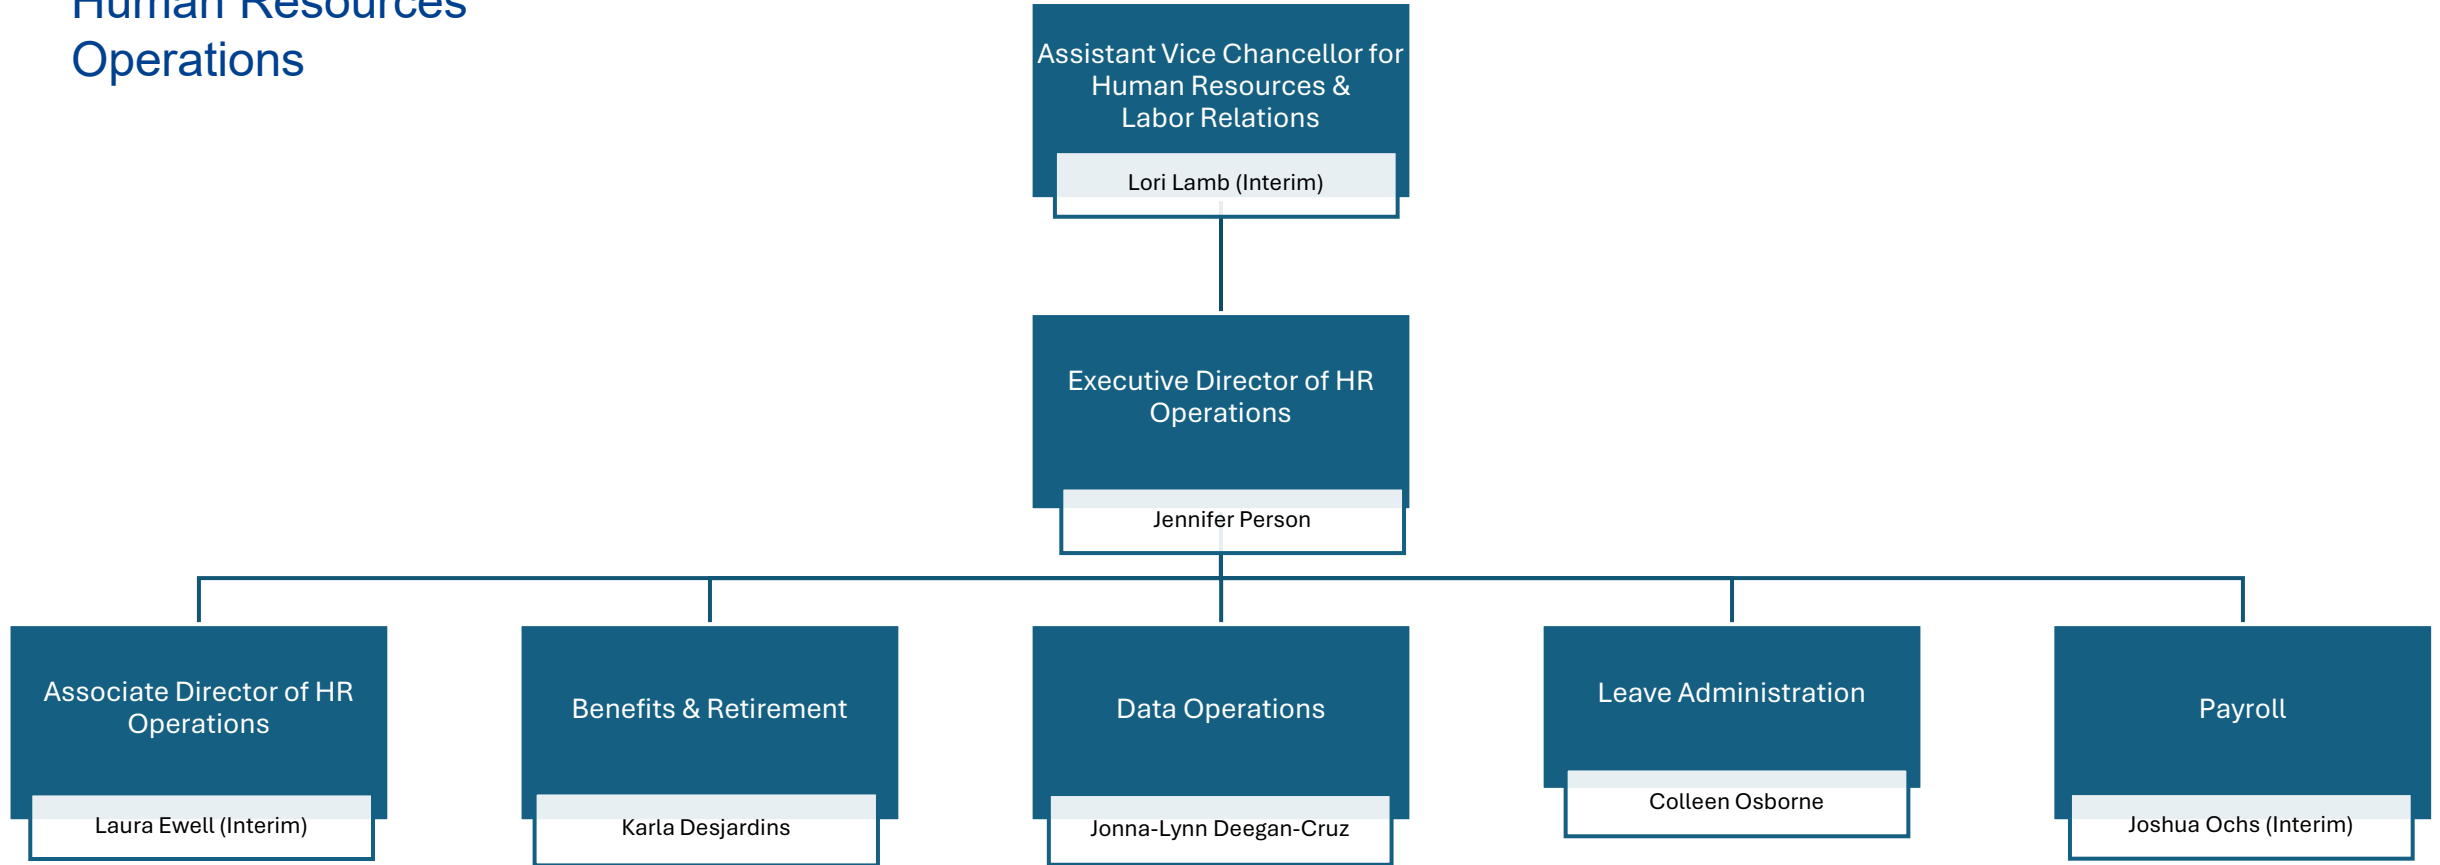 Human Resources
Operations
Assistant Vice Chancellor for
Human Resources &
Labor Relations
Lori Lamb (Interim)
Executive Director of HR
Operations
Jennifer Person
Associate Director of HR
Operations
Laura Ewell (Interim)
Benefits & Retirement
Karla Desjardins
Data Operations
Jonna-Lynn Deegan-Cruz
Leave Administration
Colleen Osborne
Payroll
Joshua Ochs (Interim)